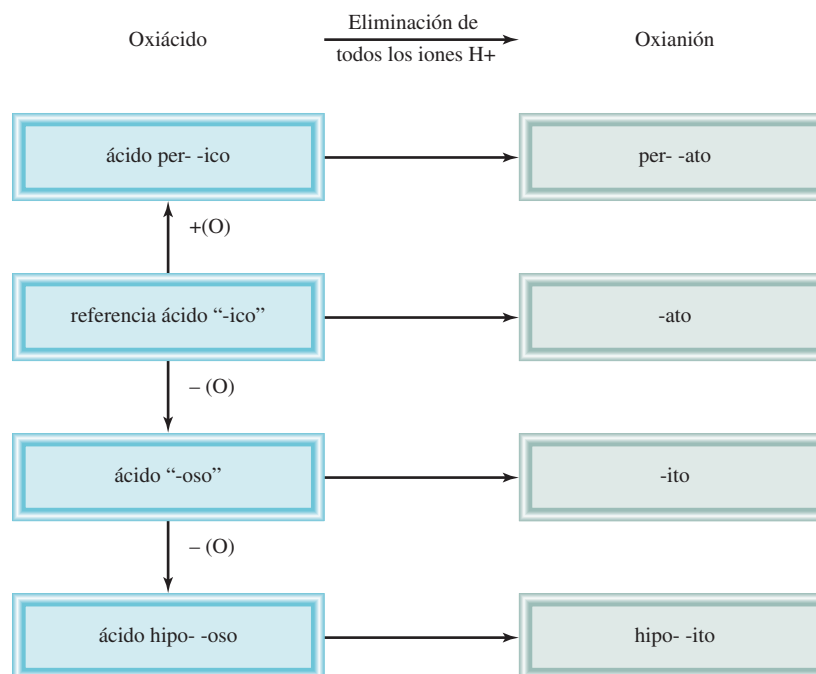 Oxiácido
Eliminación de
todos los iones H+
Oxianión
ácido per- -ico
per- -ato
+(O)
referencia ácido “-ico”
-ato
– (O)
ácido “-oso”
-ito
– (O)
ácido hipo- -oso
hipo- -ito